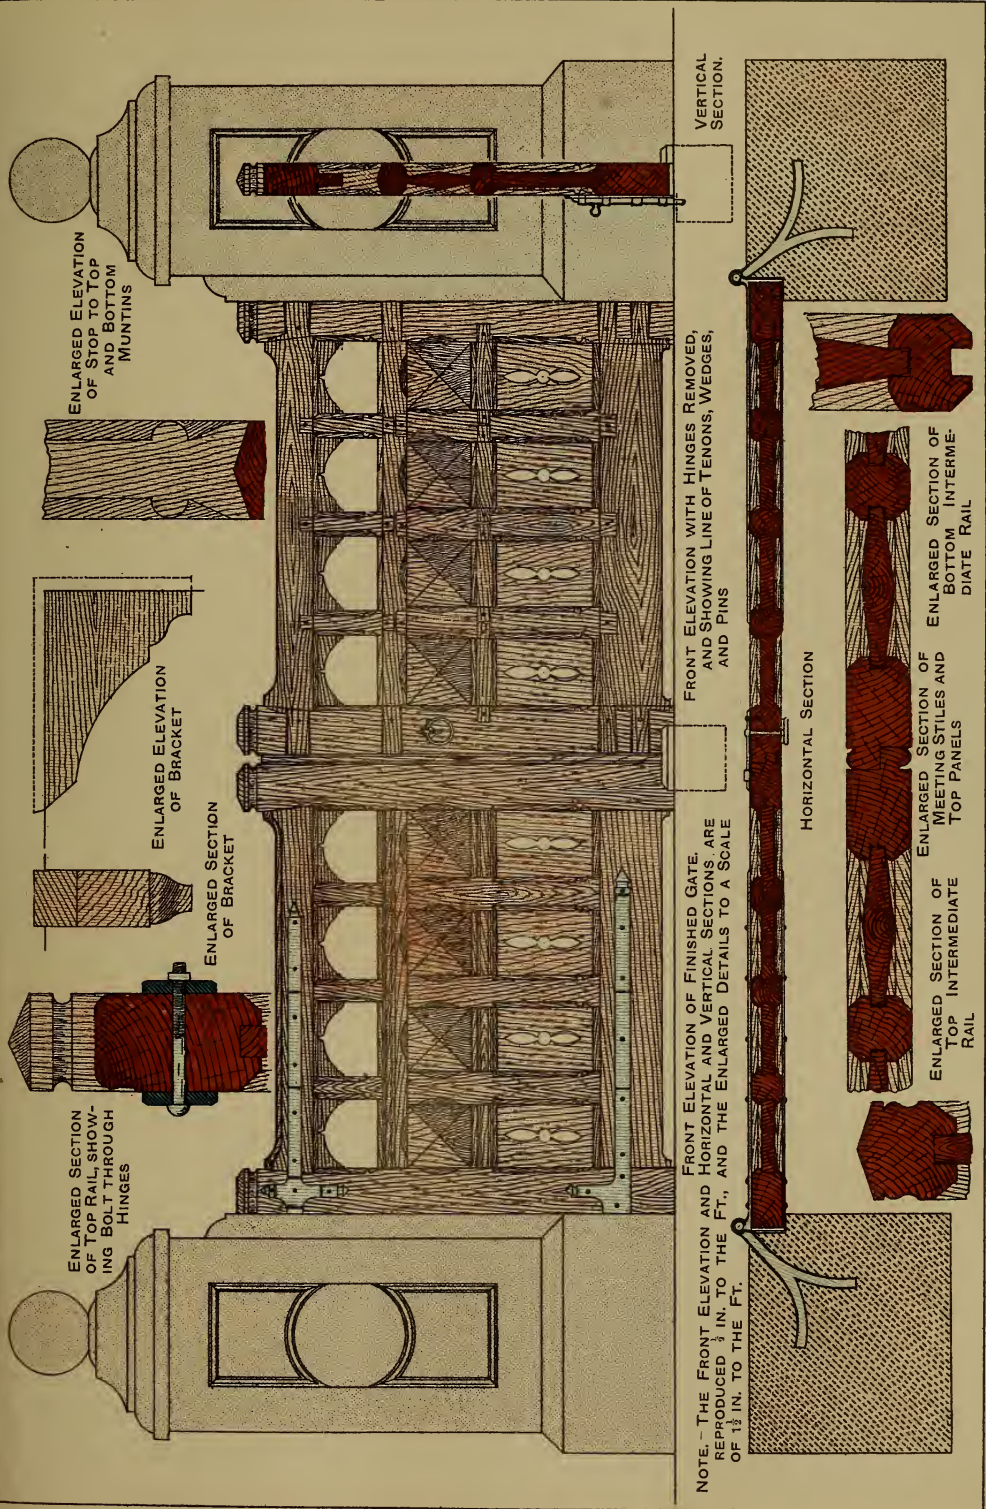 ENLARGED SECTION
OF TOP RAIL, SHOW-
ING BOLT THROUGH
HINGES
ENLARGED SECTION
OF BRACKET
ENLARGED ELEVATION
OF BRACKET
ENLARGED ELEVATION
OF STOP TO TOP
AND BOTTOM
MUNTINS
FRONT ELEVATION OF FINISHED GATE.
NOTE. – THE FRONT ELEVATION AND HORIZONTAL AND VERTICAL SECTIONS ARE
REPRODUCED ½ IN. TO THE FT., AND THE ENLARGED DETAILS TO A SCALE
OF 1½ IN. TO THE FT.
FRONT ELEVATION WITH HINGES REMOVED,
AND SHOWING LINE OF TENONS, WEDGES,
AND PINS
VERTICAL
SECTION.
HORIZONTAL SECTION
ENLARGED SECTION OF
TOP INTERMEDIATE
RAIL
ENLARGED SECTION OF
MEETING STILES AND
TOP PANELS
ENLARGED SECTION OF
BOTTOM INTERME-
DIATE RAIL